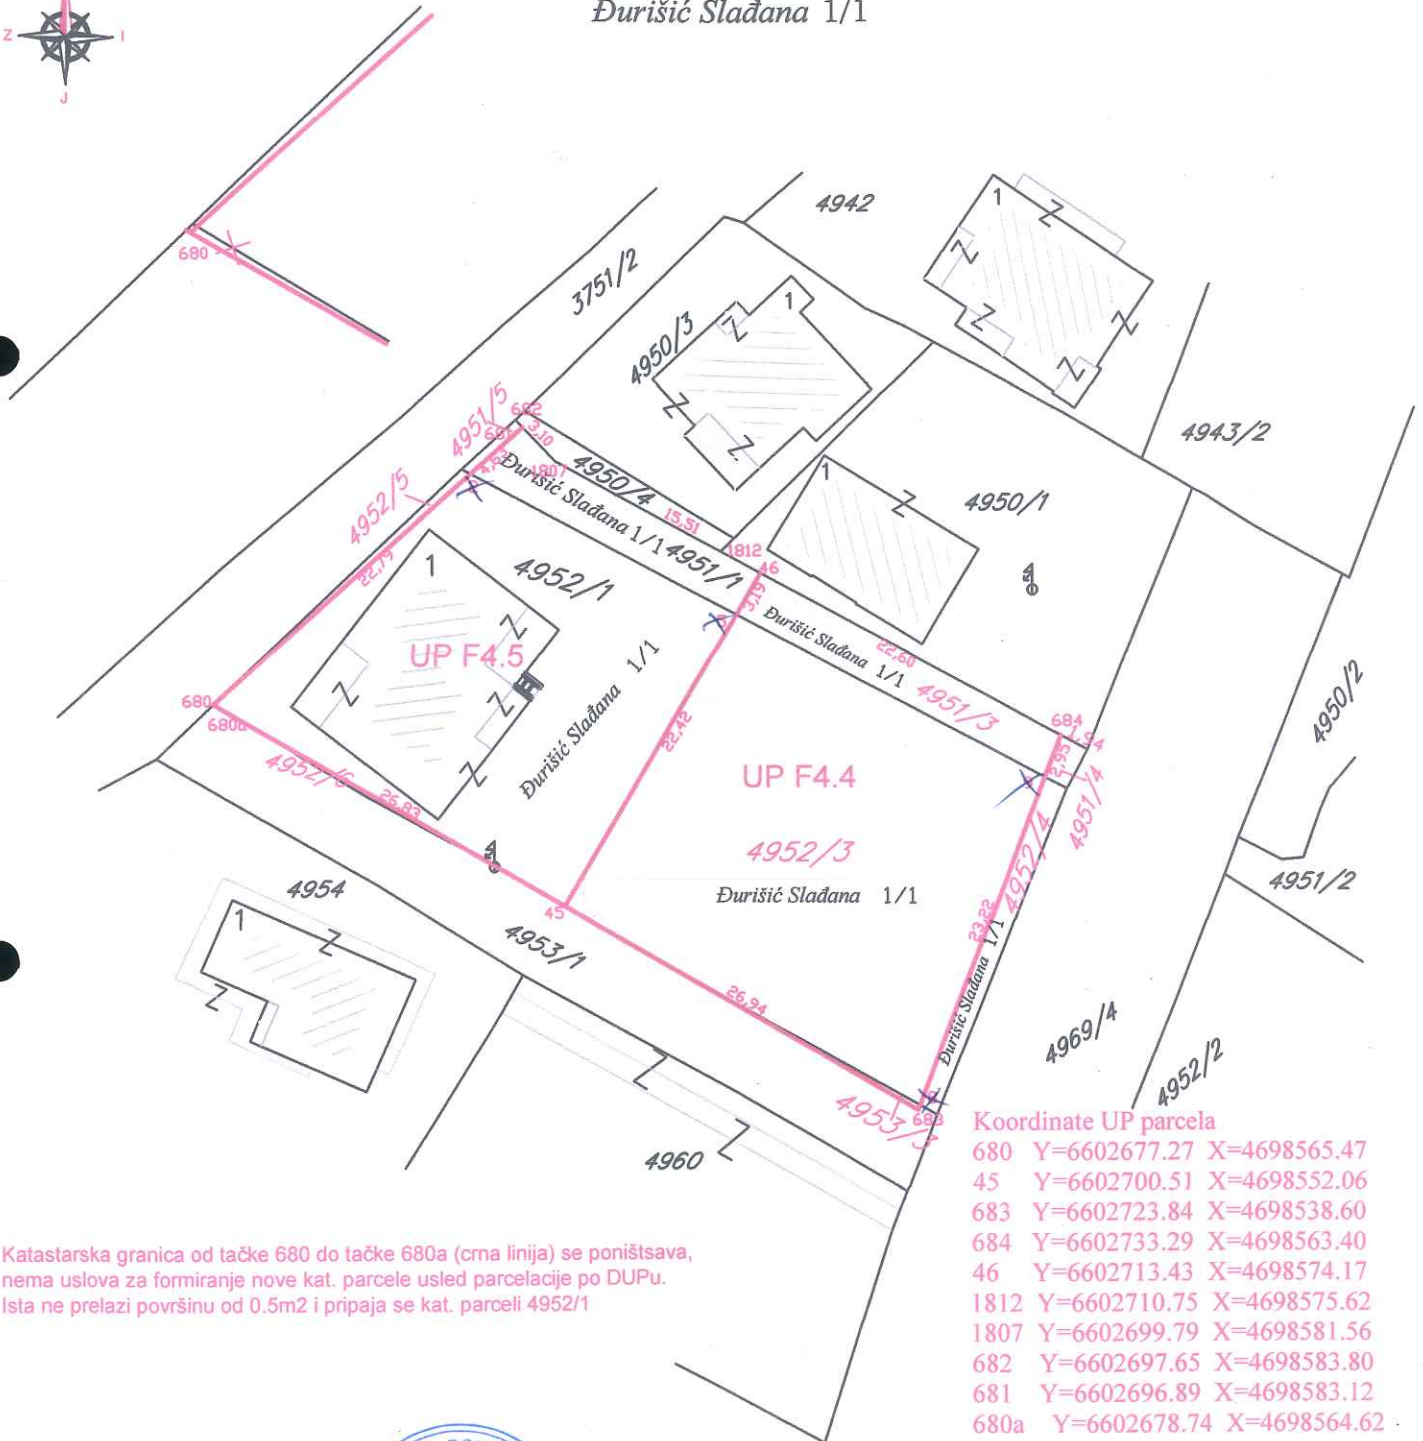 Đurišić Slađana 1/1
Z
I
J
680
3751/2
4942
1
Z
Z
Z
Z
Z
4950/3
1
Z
Z
Z
4943/2
4951/5
682
681
3,10
4,62
1807
4950/4
Đurišić Slađana 1/1
15,51
4951/1
1812
46
3,19
1
Z
4950/1
4952/5
22,79
1
4952/1
Z
UP F4.5
Z
Z
Z
Đurišić Slađana 1/1
Đurišić Slađana 1/1
22,60
4951/3
684
1,94
2,95
4951/4
4950/2
680
680a
4952/6
26,83
22,42
UP F4.4
4952/3
Đurišić Slađana 1/1
4952/4
23,22
Đurišić Slađana 1/1
4951/2
4954
1
Z
Z
45
4953/1
26,94
4969/4
4952/2
4953/3
683
Z
Z
4960
Koordinate UP parcela
680 Y=6602677.27 X=4698565.47
45 Y=6602700.51 X=4698552.06
683 Y=6602723.84 X=4698538.60
684 Y=6602733.29 X=4698563.40
46 Y=6602713.43 X=4698574.17
1812 Y=6602710.75 X=4698575.62
1807 Y=6602699.79 X=4698581.56
682 Y=6602697.65 X=4698583.80
681 Y=6602696.89 X=4698583.12
680a Y=6602678.74 X=4698564.62
Katastarska granica od tačke 680 do tačke 680a (crna linija) se poništsava,
nema uslova za formiranje nove kat. parcele usled parcelacije po DUPu.
Ista ne prelazi površinu od 0.5m2 i pripaja se kat. parceli 4952/1